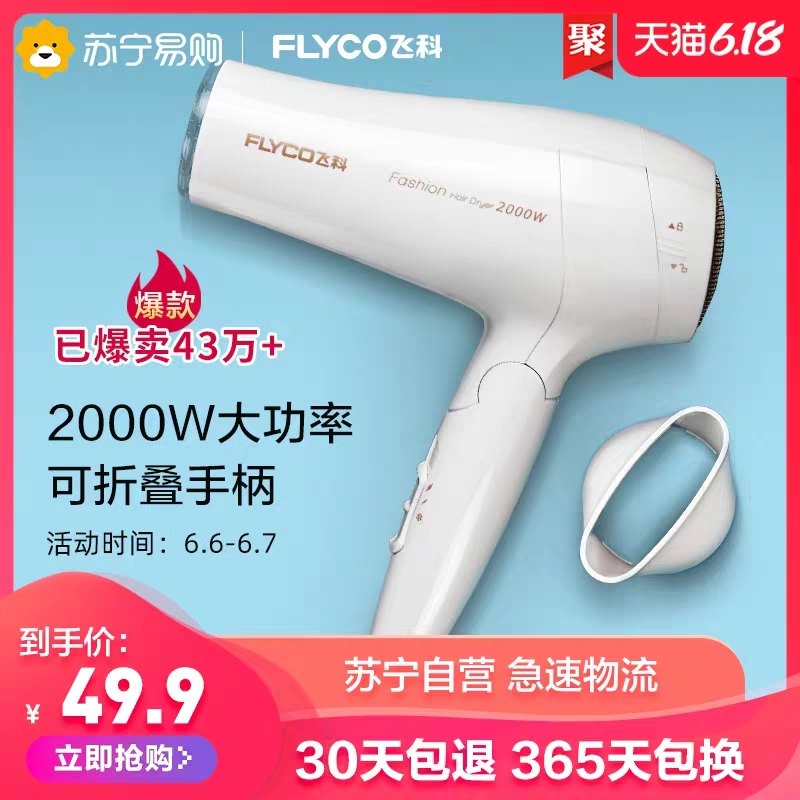 苏宁易购 | FLYCO飞科
聚 天猫6.18
FLYCO飞科
Fashion Hair Dryer 2000W
爆款
已爆卖43万+
2000W大功率
可折叠手柄
活动时间：6.6-6.7
到手价：
¥49.9
立即抢购>
苏宁自营 急速物流
30天包退 365天包换